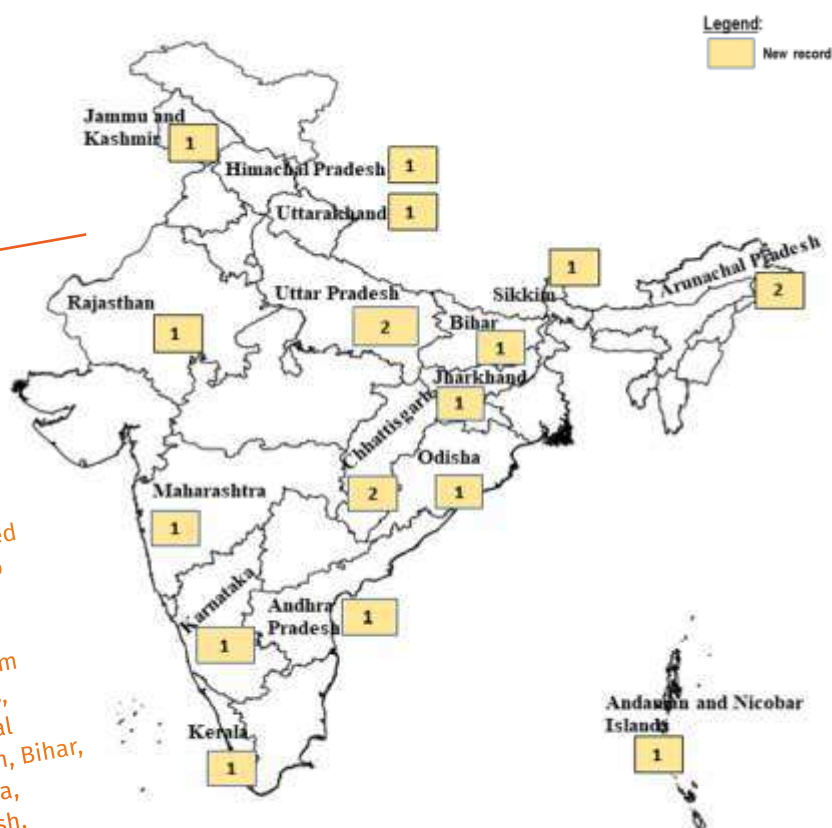 Legend:
New record
Jammu and
Kashmir
1
Himachal Pradesh
1
Uttarakhand
1
Sikkim
1
Arunachal Pradesh
2
Rajasthan
1
Uttar Pradesh
2
Bihar
1
Jharkhand
1
Chhattisgarh
2
Odisha
1
Maharashtra
1
Karnataka
1
Andhra
Pradesh
1
Kerala
1
Andaman and Nicobar
Islands
1
ed
m
al
n, Bihar,
a,
sh,